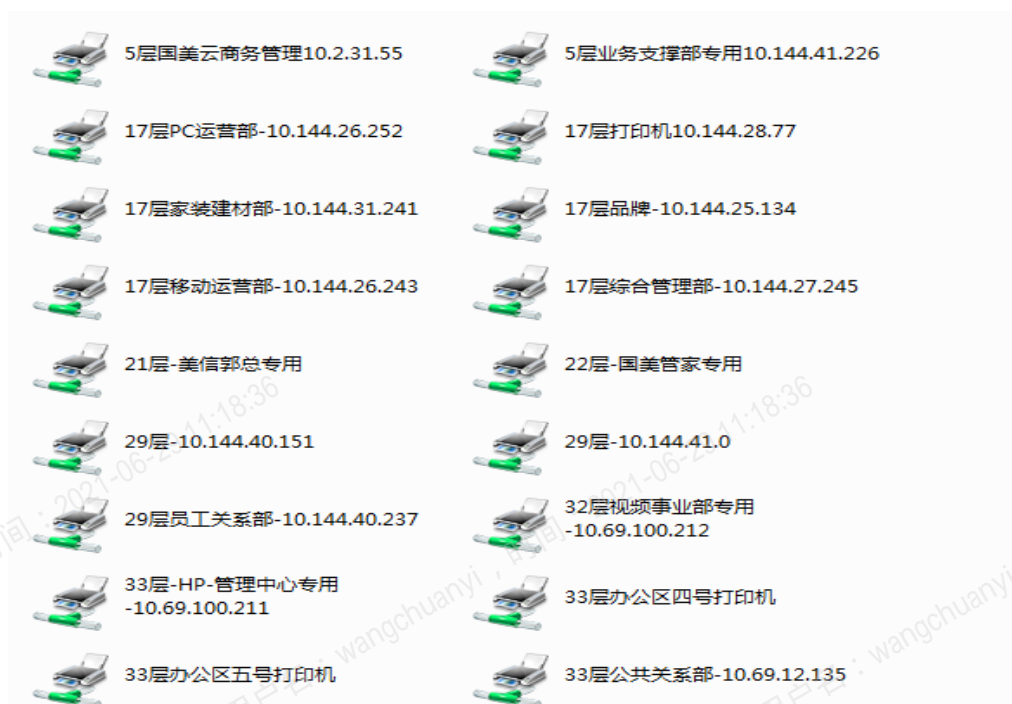 5层国美云商务管理10.2.31.55
5层业务支撑部专用10.144.41.226
17层PC运营部-10.144.26.252
17层打印机10.144.28.77
17层家装建材部-10.144.31.241
17层品牌-10.144.25.134
17层移动运营部-10.144.26.243
17层综合管理部-10.144.27.245
21层-美信郭总专用
22层-国美管家专用
29层-10.144.40.151
29层-10.144.41.0
29层员工关系部-10.144.40.237
32层视频事业部专用
-10.69.100.212
33层-HP-管理中心专用
-10.69.100.211
33层办公区四号打印机
33层办公区五号打印机
33层公共关系部-10.69.12.135